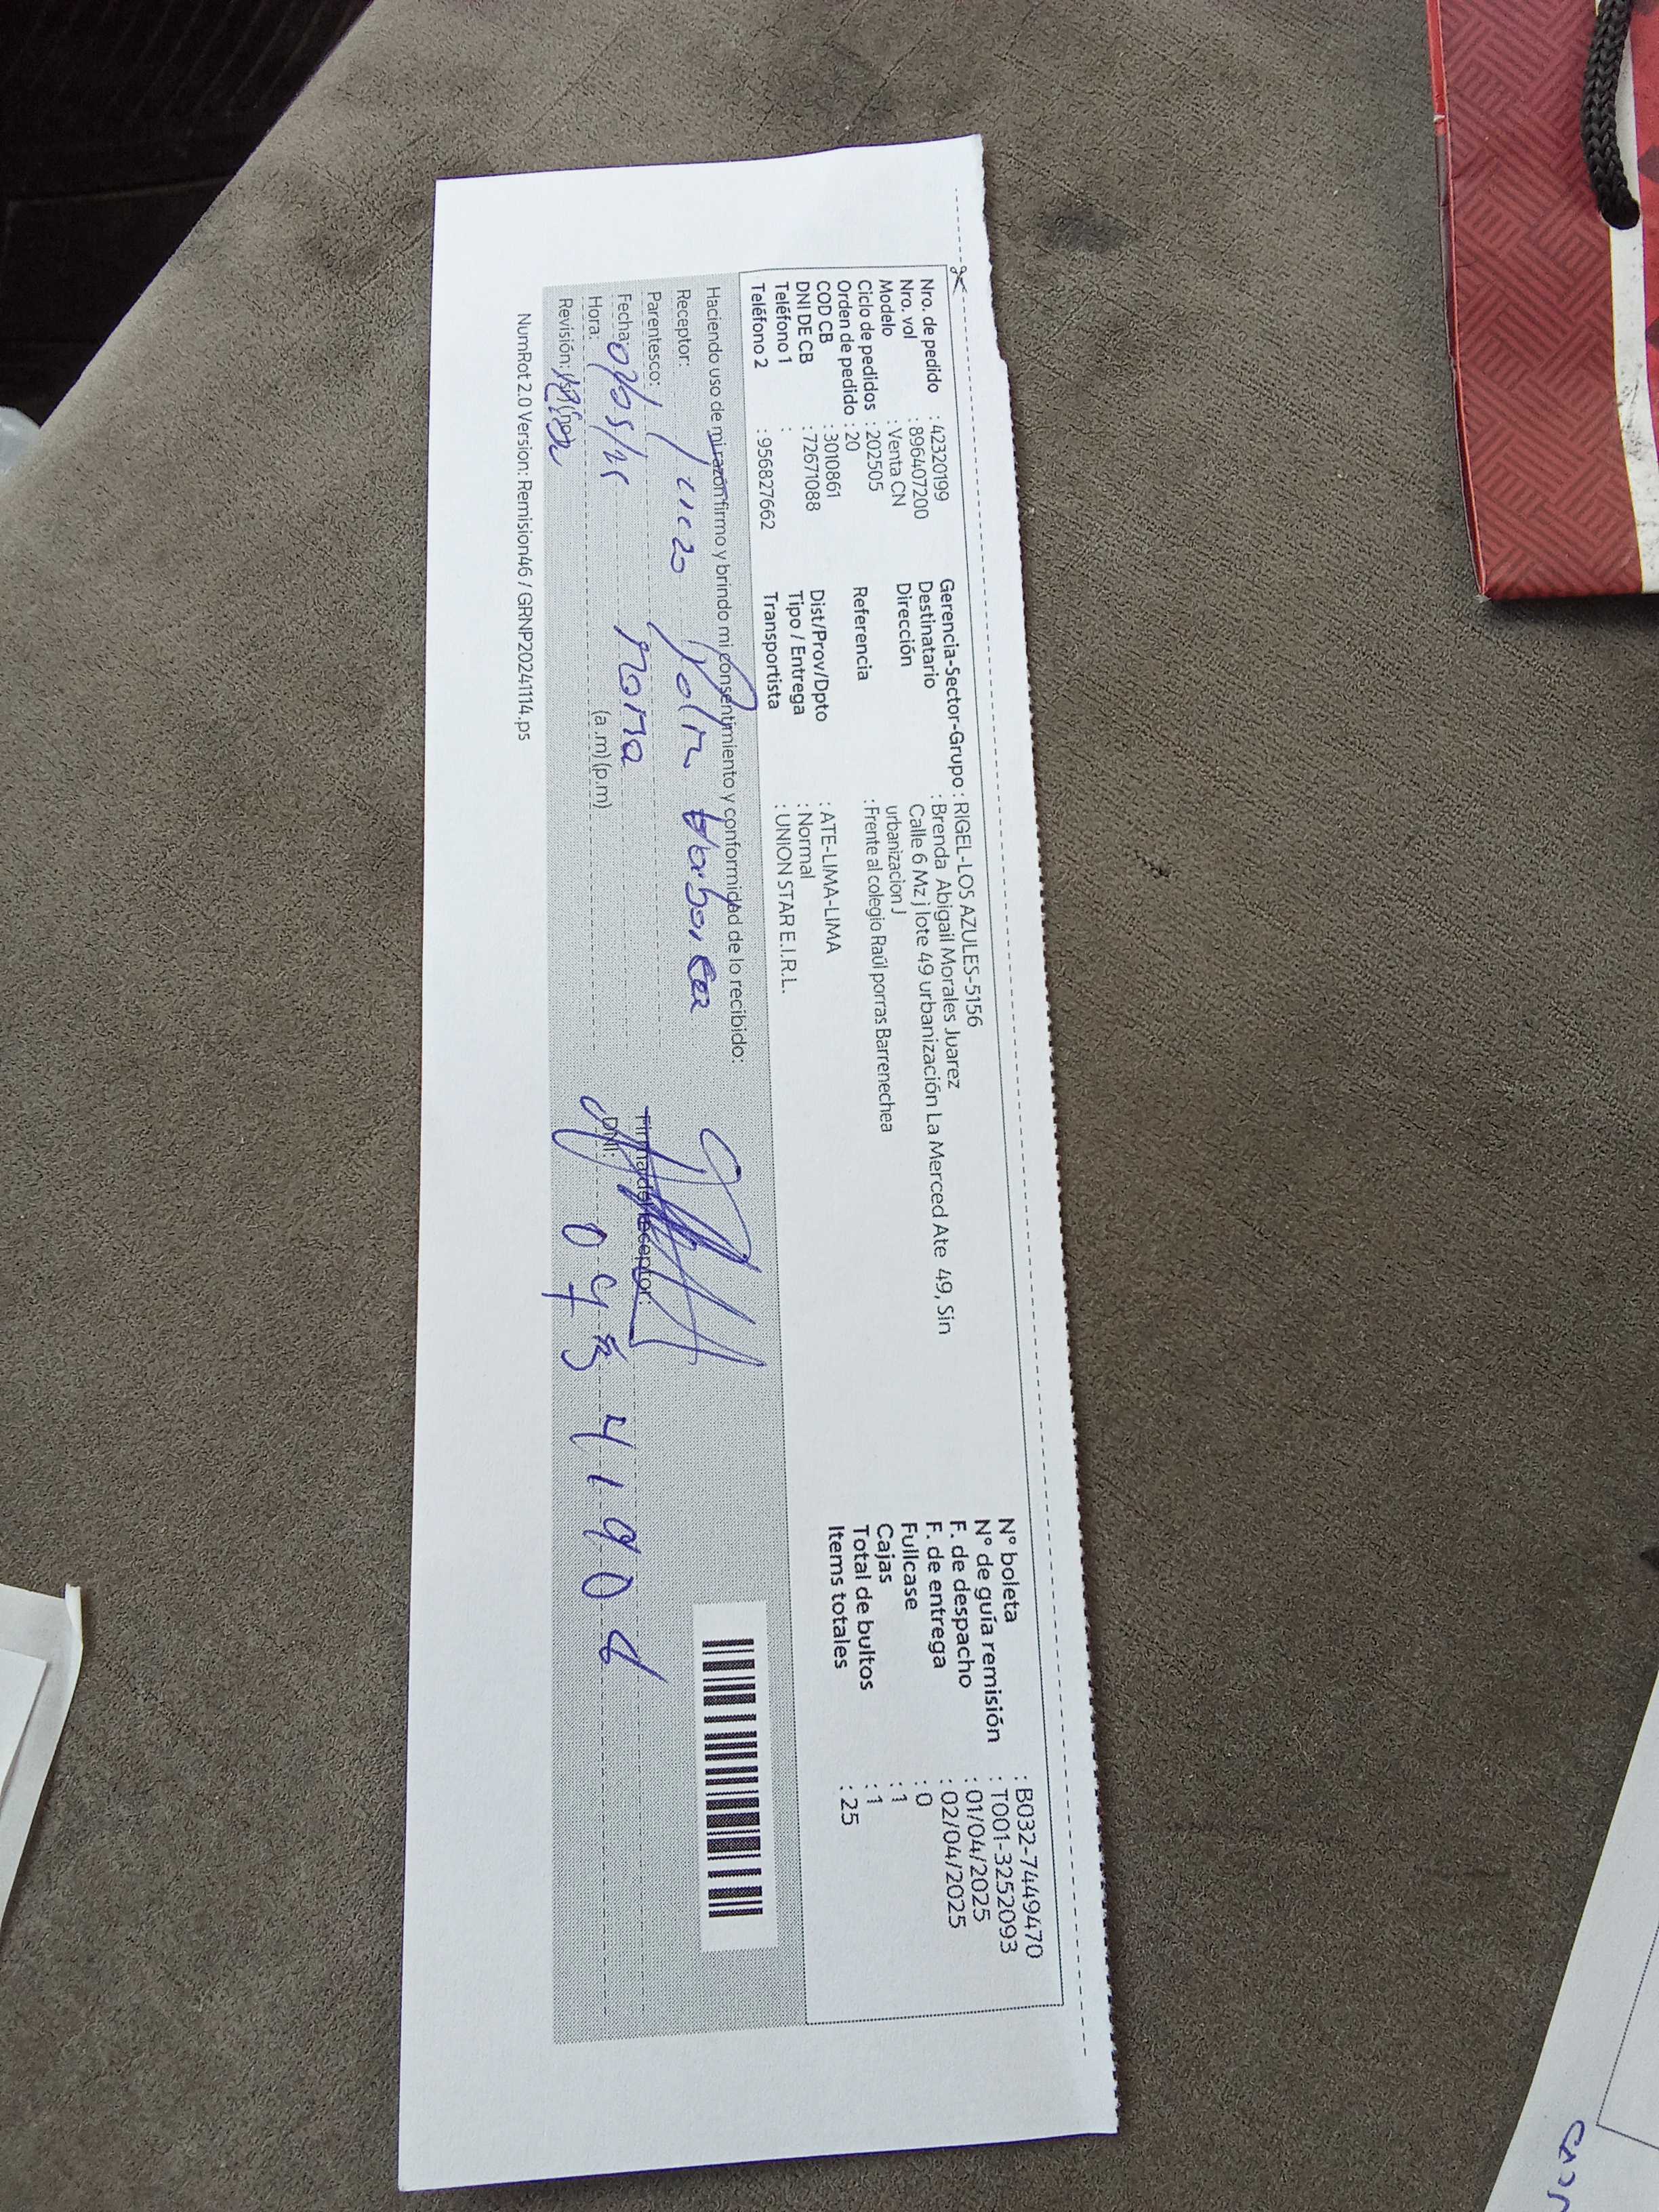 Nro. de pedido : 42320199
Nro. vol : 896407200
Modelo : Venta CN
Ciclo de pedidos : 202505
Orden de pedido : 20
COD CB : 3010861
DNI DE CB : 72671088
Teléfono 1 :
Teléfono 2 : 956827662
Gerencia-Sector-Grupo : RIGEL-LOS AZULES-5156
Destinatario : Brenda Abigail Morales Juarez
Dirección : Calle 6 Mz j lote 49 urbanización La Merced Ate 49, Sin
urbanizacion J
Referencia : Frente al colegio Raúl porras Barrenechea
Dist/Prov/Dpto : ATE-LIMA-LIMA
Tipo / Entrega : Normal
Transportista : UNION STAR E.I.R.L.
N° boleta : B032-7449470
N° de guía remisión : T001-3252093
F. de despacho : 01/04/2025
F. de entrega : 02/04/2025
Fullcase : 0
Cajas : 1
Total de bultos : 1
Items totales : 25
Haciendo uso de mi razón firmo y brindo mi consentimiento y conformidad de lo recibido:
Receptor:
Parentesco: mama
Fecha:
Hora: (a.m) (p.m)
Revisión:
Firma del receptor:
DNI:
NumRot 2.0 Version: Remision46 / GRNP20241114.ps